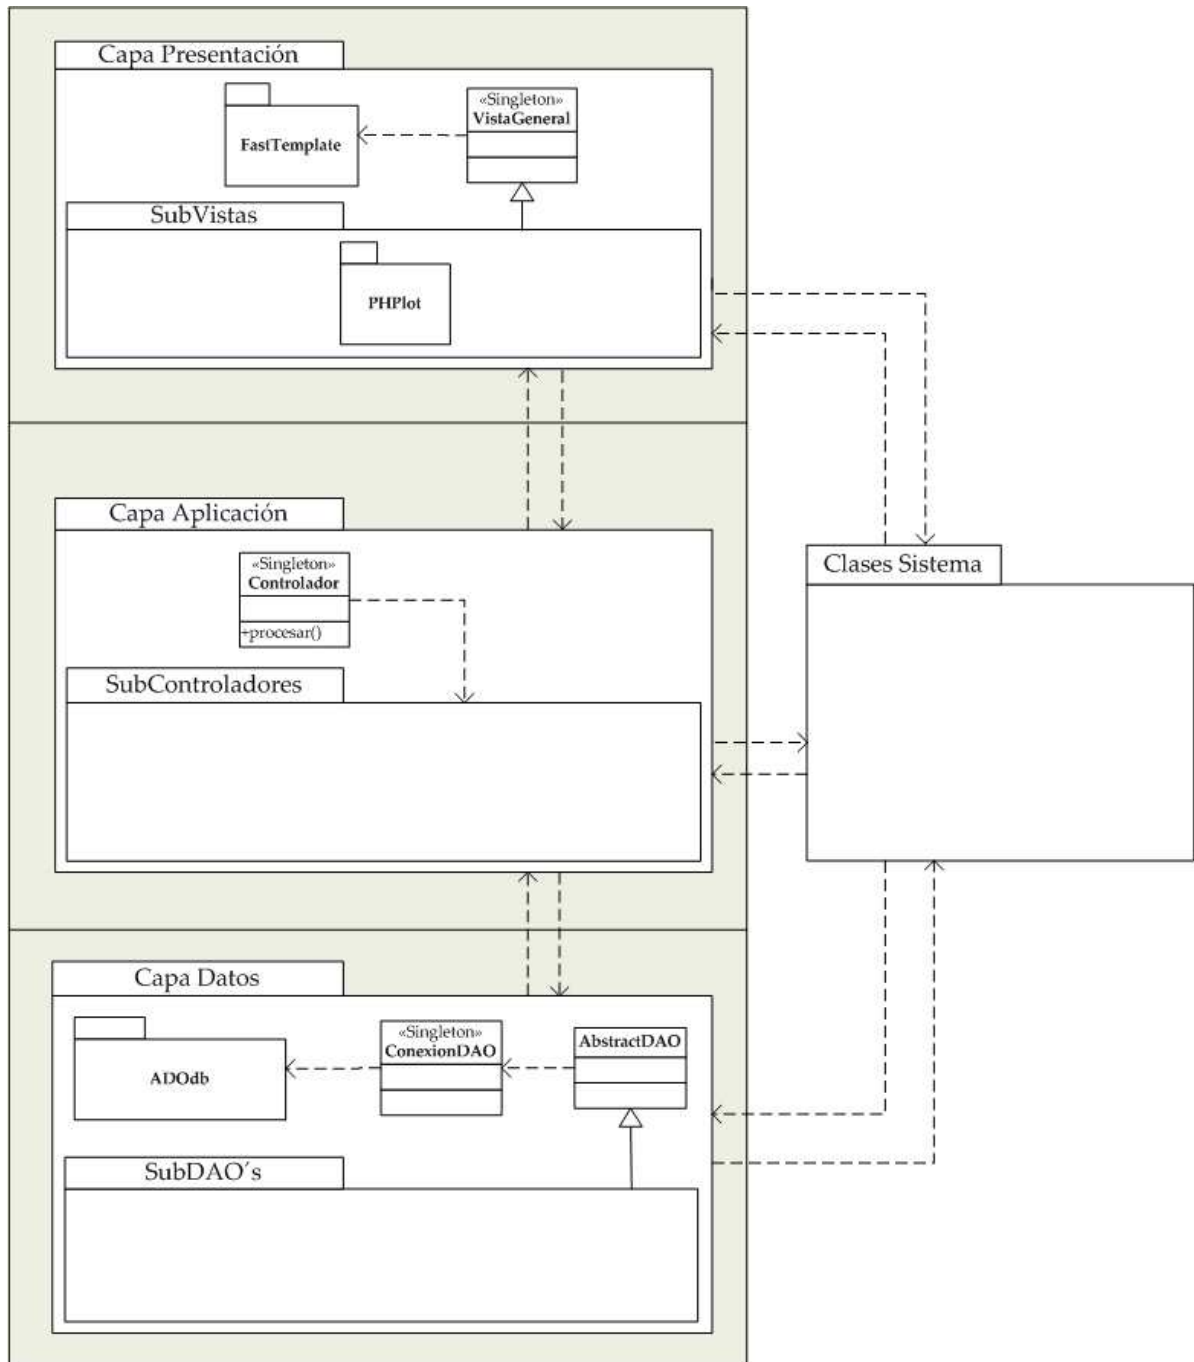 Capa Presentación
«Singleton»
VistaGeneral
FastTemplate
SubVistas
PHPlot
Capa Aplicación
«Singleton»
Controlador
+procesar()
SubControladores
Clases Sistema
Capa Datos
«Singleton»
ConexionDAO
AbstractDAO
ADOdb
SubDAO´s